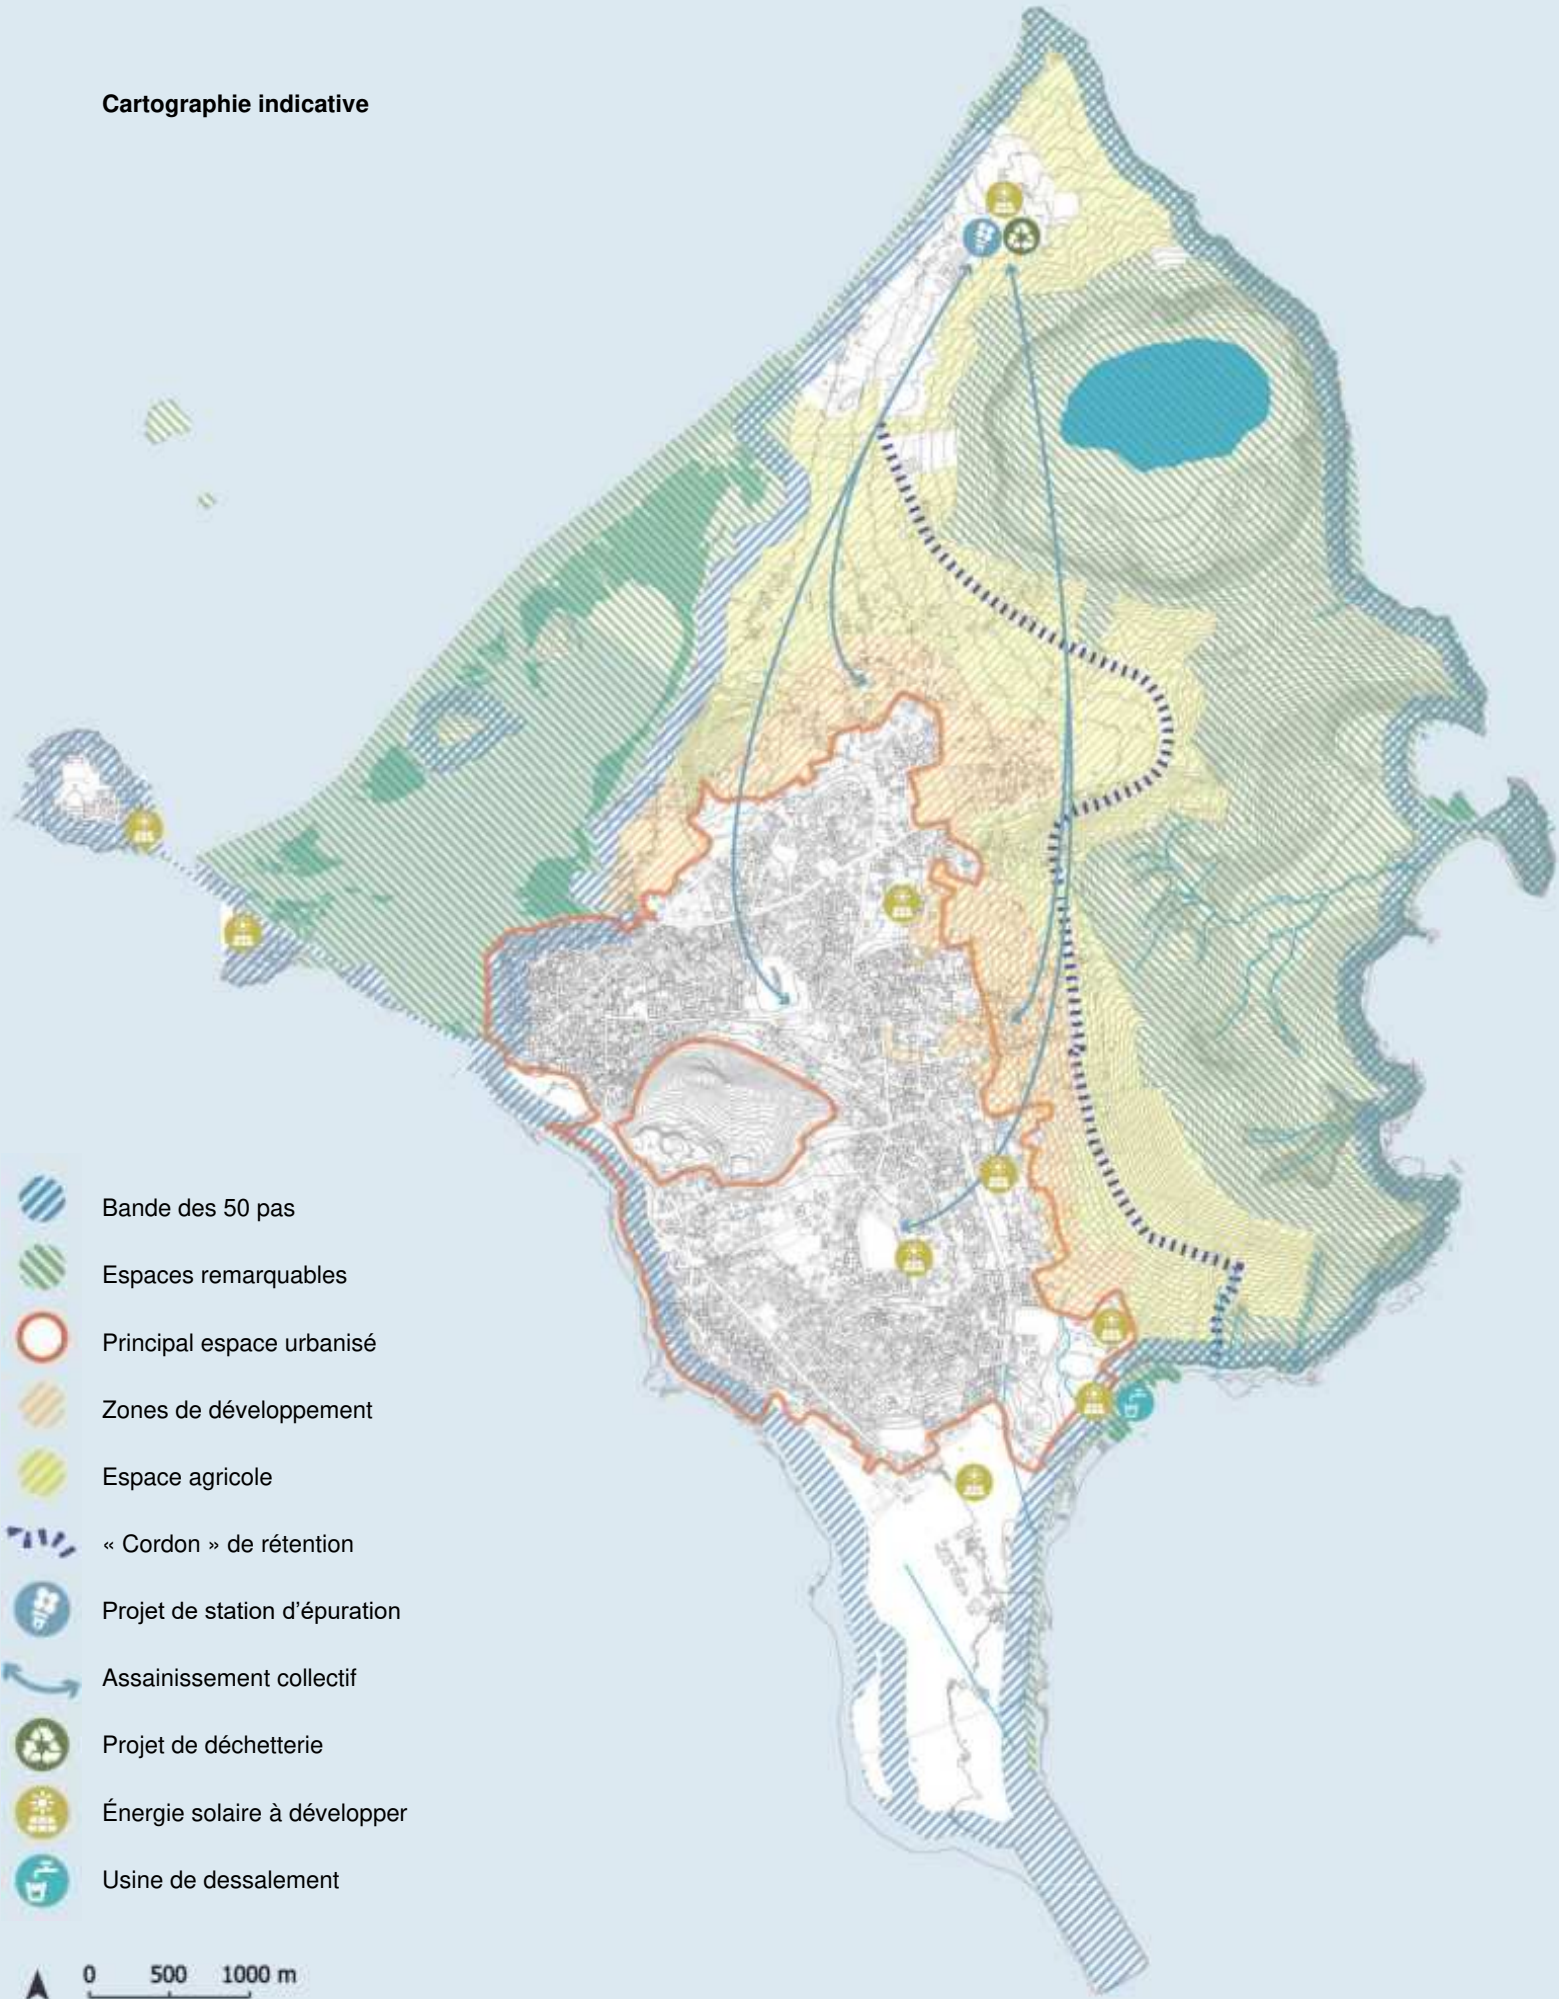 Cartographie indicative
Bande des 50 pas
Espaces remarquables
Principal espace urbanisé
Zones de développement
Espace agricole
« Cordon » de rétention
Projet de station d’épuration
Assainissement collectif
Projet de déchetterie
Énergie solaire à développer
Usine de dessalement
0 500 1000 m